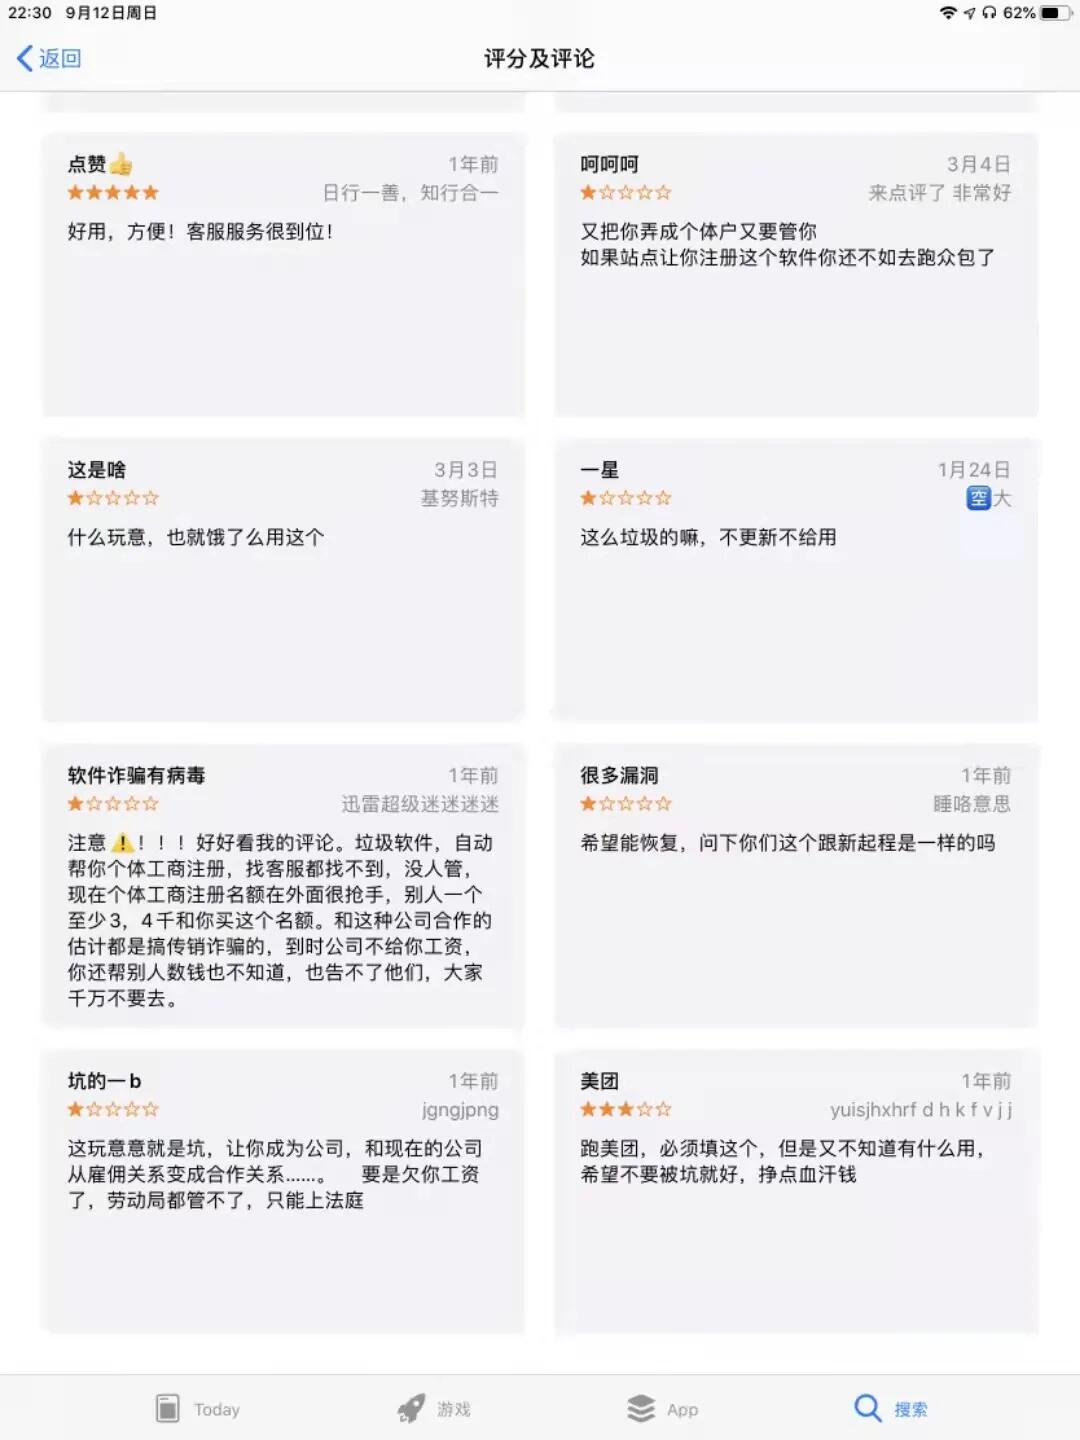 22:30 9月12日周日
62%
返回
评分及评论
点赞👍 1年前
★★★★★ 日行一善，知行合一
好用，方便！客服服务很到位！
呵呵呵 3月4日
★☆☆☆☆ 来点评了 非常好
又把你弄成个体户又要管你
如果站点让你注册这个软件你还不如去跑众包了
这是啥 3月3日
★☆☆☆☆ 基努斯特
什么玩意，也就饿了么用这个
一星 1月24日
★☆☆☆☆ 🈳大
这么垃圾的嘛，不更新不给用
软件诈骗有病毒 1年前
★☆☆☆☆ 迅雷超级迷迷迷迷
注意⚠️！！！好好看我的评论。垃圾软件，自动
帮你个体工商注册，找客服都找不到，没人管，
现在个体工商注册名额在外面很抢手，别人一个
至少3，4千和你买这个名额。和这种公司合作的
估计都是搞传销诈骗的，到时公司不给你工资，
你还帮别人数钱也不知道，也告不了他们，大家
千万不要去。
很多漏洞 1年前
★☆☆☆☆ 睡咯意思
希望能恢复，问下你们这个跟新起程是一样的吗
坑的一b 1年前
★☆☆☆☆ jgngjpng
这玩意意就是坑，让你成为公司，和现在的公司
从雇佣关系变成合作关系……。 要是欠你工资
了，劳动局都管不了，只能上法庭
美团 1年前
★★★☆☆ yuisjhxhrf d h k f v j j
跑美团，必须填这个，但是又不知道有什么用，
希望不要被坑就好，挣点血汗钱
Today 游戏 App 搜索